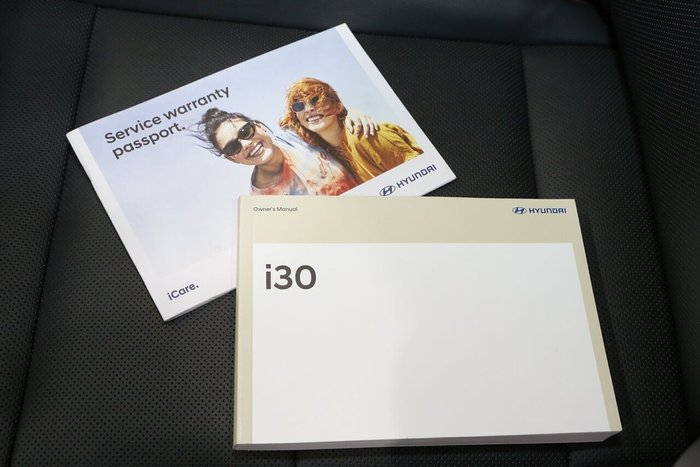 Service warranty
passport.
HYUNDAI
iCare.
Owner's Manual
HYUNDAI
i30